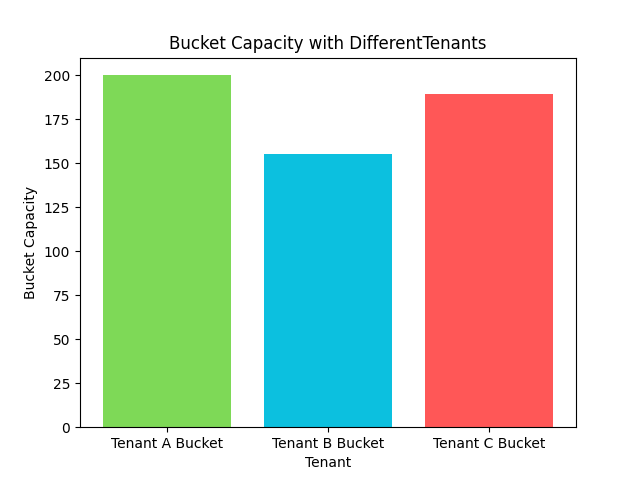 Bucket Capacity with DifferentTenants
200
175
150
125
100
75
50
25
0
Bucket Capacity
Tenant A Bucket
Tenant B Bucket
Tenant C Bucket
Tenant